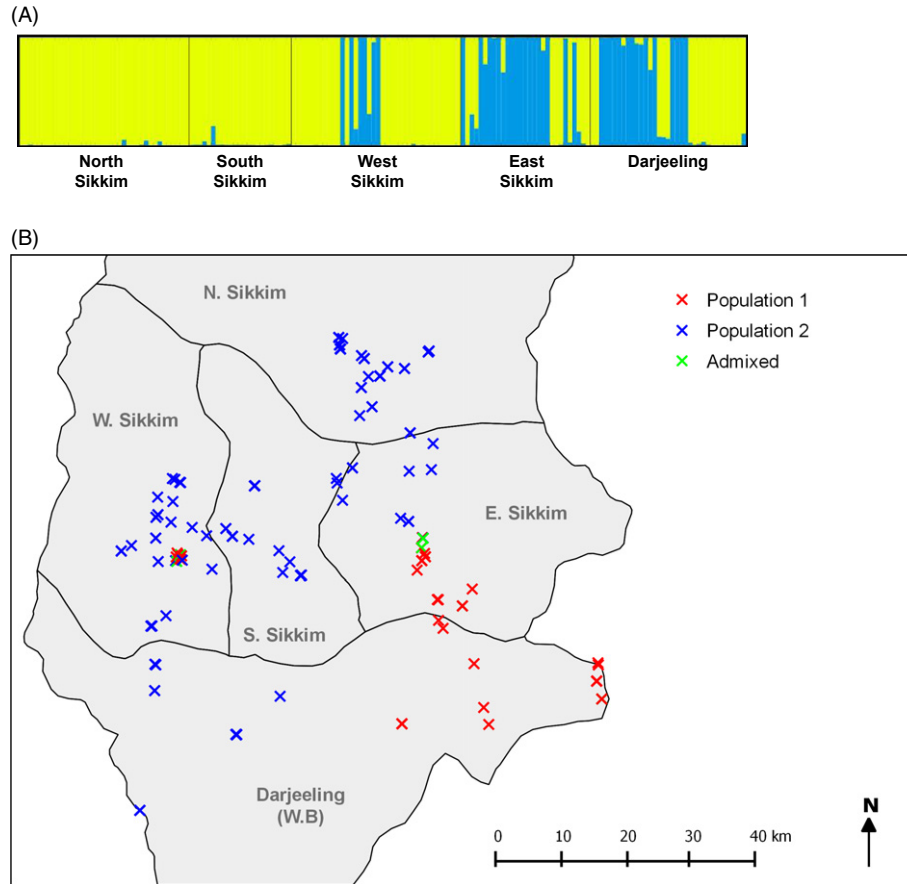 (A)
North
Sikkim
South
Sikkim
West
Sikkim
East
Sikkim
Darjeeling
(B)
N. Sikkim
W. Sikkim
S. Sikkim
E. Sikkim
Darjeeling
(W.B)
Population 1
Population 2
Admixed
0 10 20 30 40 km
N